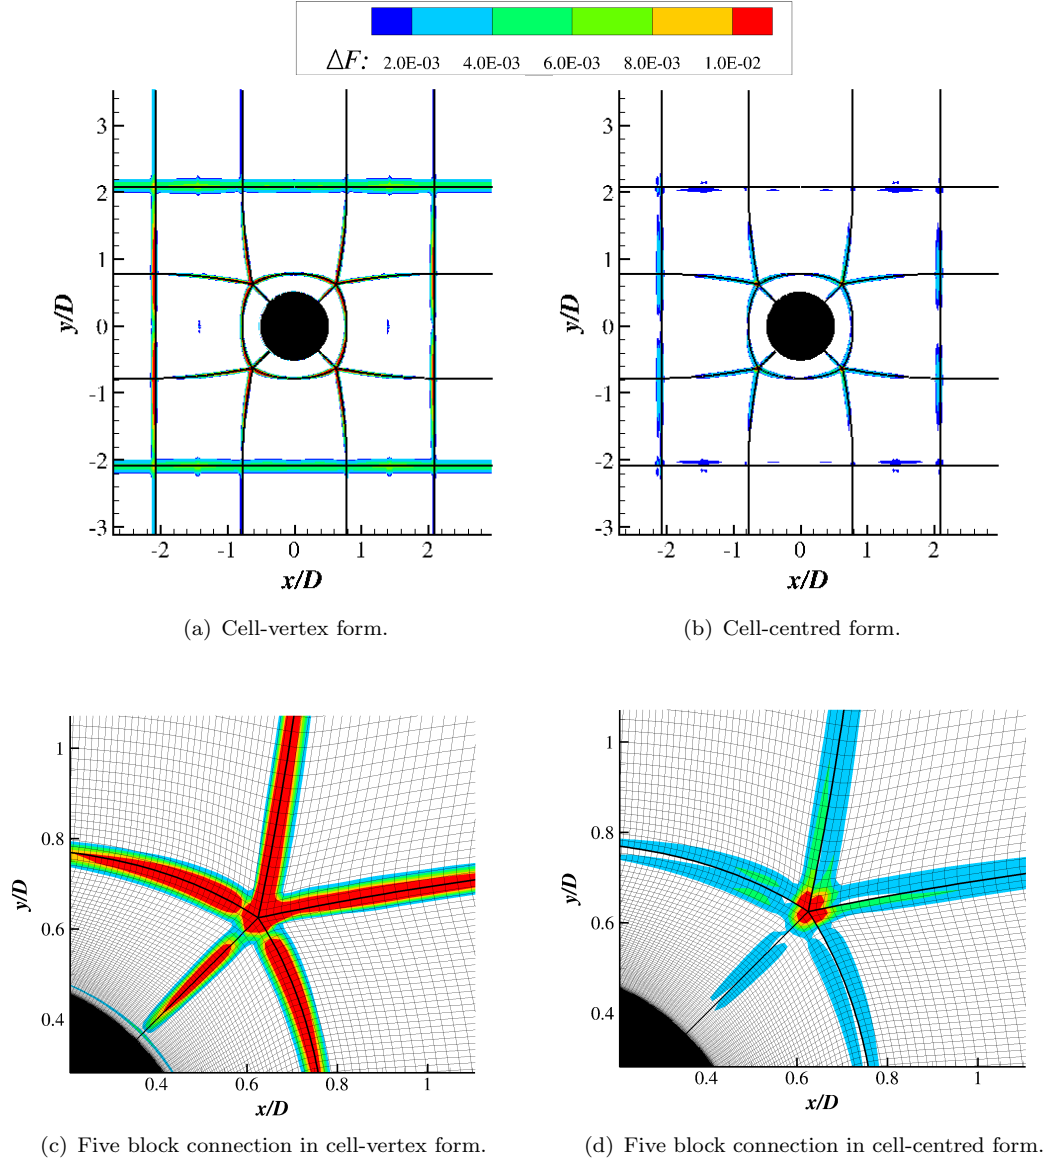 ΔF: 2.0E-03 4.0E-03 6.0E-03 8.0E-03 1.0E-02
3
2
1
0
-1
-2
-3
y/D
-2 -1 0 1 2
x/D
3
2
1
0
-1
-2
-3
y/D
-2 -1 0 1 2
x/D
(a) Cell-vertex form.
(b) Cell-centred form.
1
0.8
0.6
0.4
y/D
0.4 0.6 0.8 1
x/D
1
0.8
0.6
0.4
y/D
0.4 0.6 0.8 1
x/D
(c) Five block connection in cell-vertex form.
(d) Five block connection in cell-centred form.